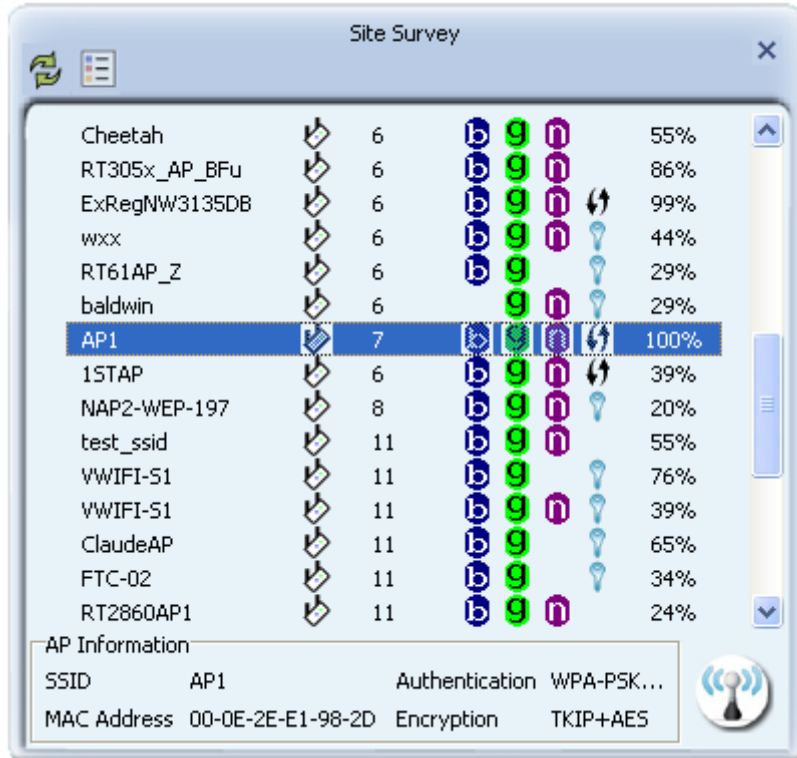 Site Survey
Cheetah 6 b g n 55%
RT305x_AP_BFu 6 b g n 86%
ExRegNW3135DB 6 b g n 99%
wxx 6 b g n 44%
RT61AP_Z 6 b g 29%
baldwin 6 g n 29%
AP1 7 b g n 100%
1STAP 6 b g n 39%
NAP2-WEP-197 8 b g n 20%
test_ssid 11 b g n 55%
VWIFI-S1 11 b g 76%
VWIFI-S1 11 b g n 39%
ClaudeAP 11 b g 65%
FTC-02 11 b g 34%
RT2860AP1 11 b g n 24%
AP Information
SSID AP1 Authentication WPA-PSK...
MAC Address 00-0E-2E-E1-98-2D Encryption TKIP+AES